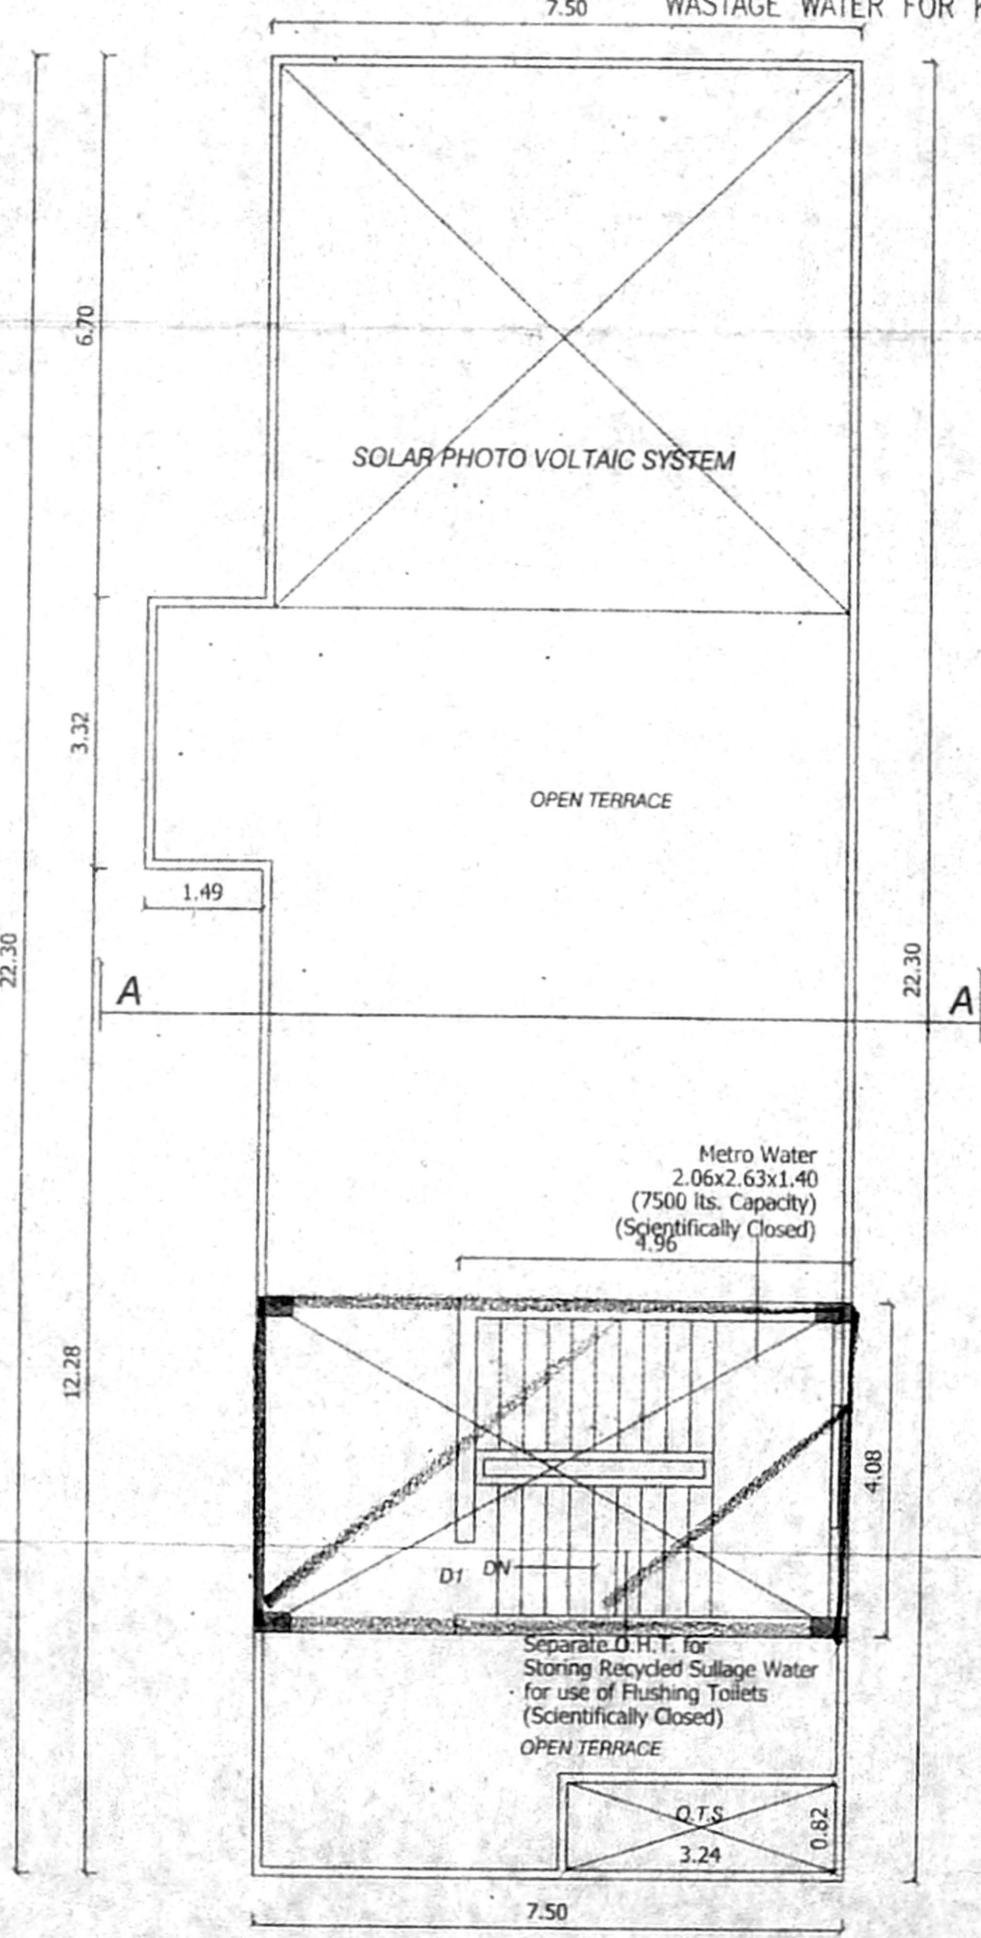 7.50
WASTAGE WATER FOR
6.70
SOLAR PHOTO VOLTAIC SYSTEM
3.32
OPEN TERRACE
1.49
22.30
22.30
A
A
Metro Water
2.06x2.63x1.40
(7500 lts. Capacity)
(Scientifically Closed)
4.96
12.28
4.08
D1 DN
Separate O.H.T. for
Storing Recycled Sullage Water
for use of Flushing Toilets
(Scientifically Closed)
OPEN TERRACE
O.T.S
0.82
3.24
7.50